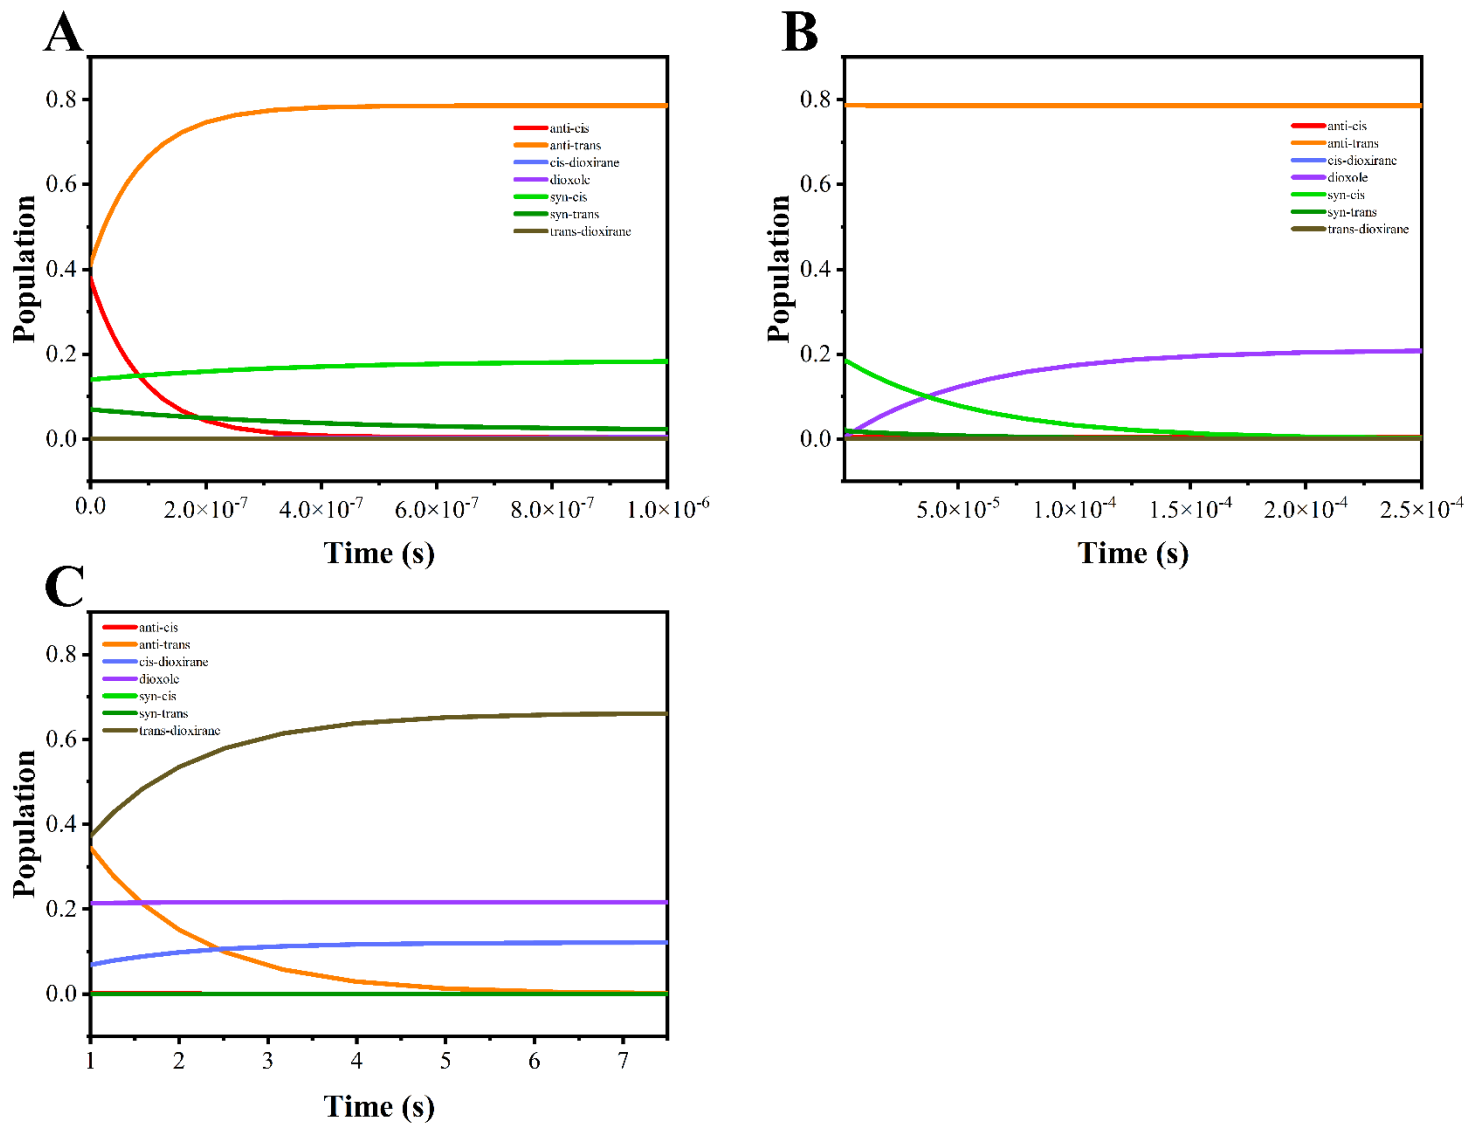 A
0.8
0.6
0.4
0.2
0.0
Population
anti-cis
anti-trans
cis-dioxirane
dioxole
syn-cis
syn-trans
trans-dioxirane
0.0 2.0×10⁻⁷ 4.0×10⁻⁷ 6.0×10⁻⁷ 8.0×10⁻⁷ 1.0×10⁻⁶
Time (s)
B
0.8
0.6
0.4
0.2
0.0
Population
anti-cis
anti-trans
cis-dioxirane
dioxole
syn-cis
syn-trans
trans-dioxirane
5.0×10⁻⁵ 1.0×10⁻⁴ 1.5×10⁻⁴ 2.0×10⁻⁴ 2.5×10⁻⁴
Time (s)
C
0.8
0.6
0.4
0.2
0.0
Population
anti-cis
anti-trans
cis-dioxirane
dioxole
syn-cis
syn-trans
trans-dioxirane
1 2 3 4 5 6 7
Time (s)